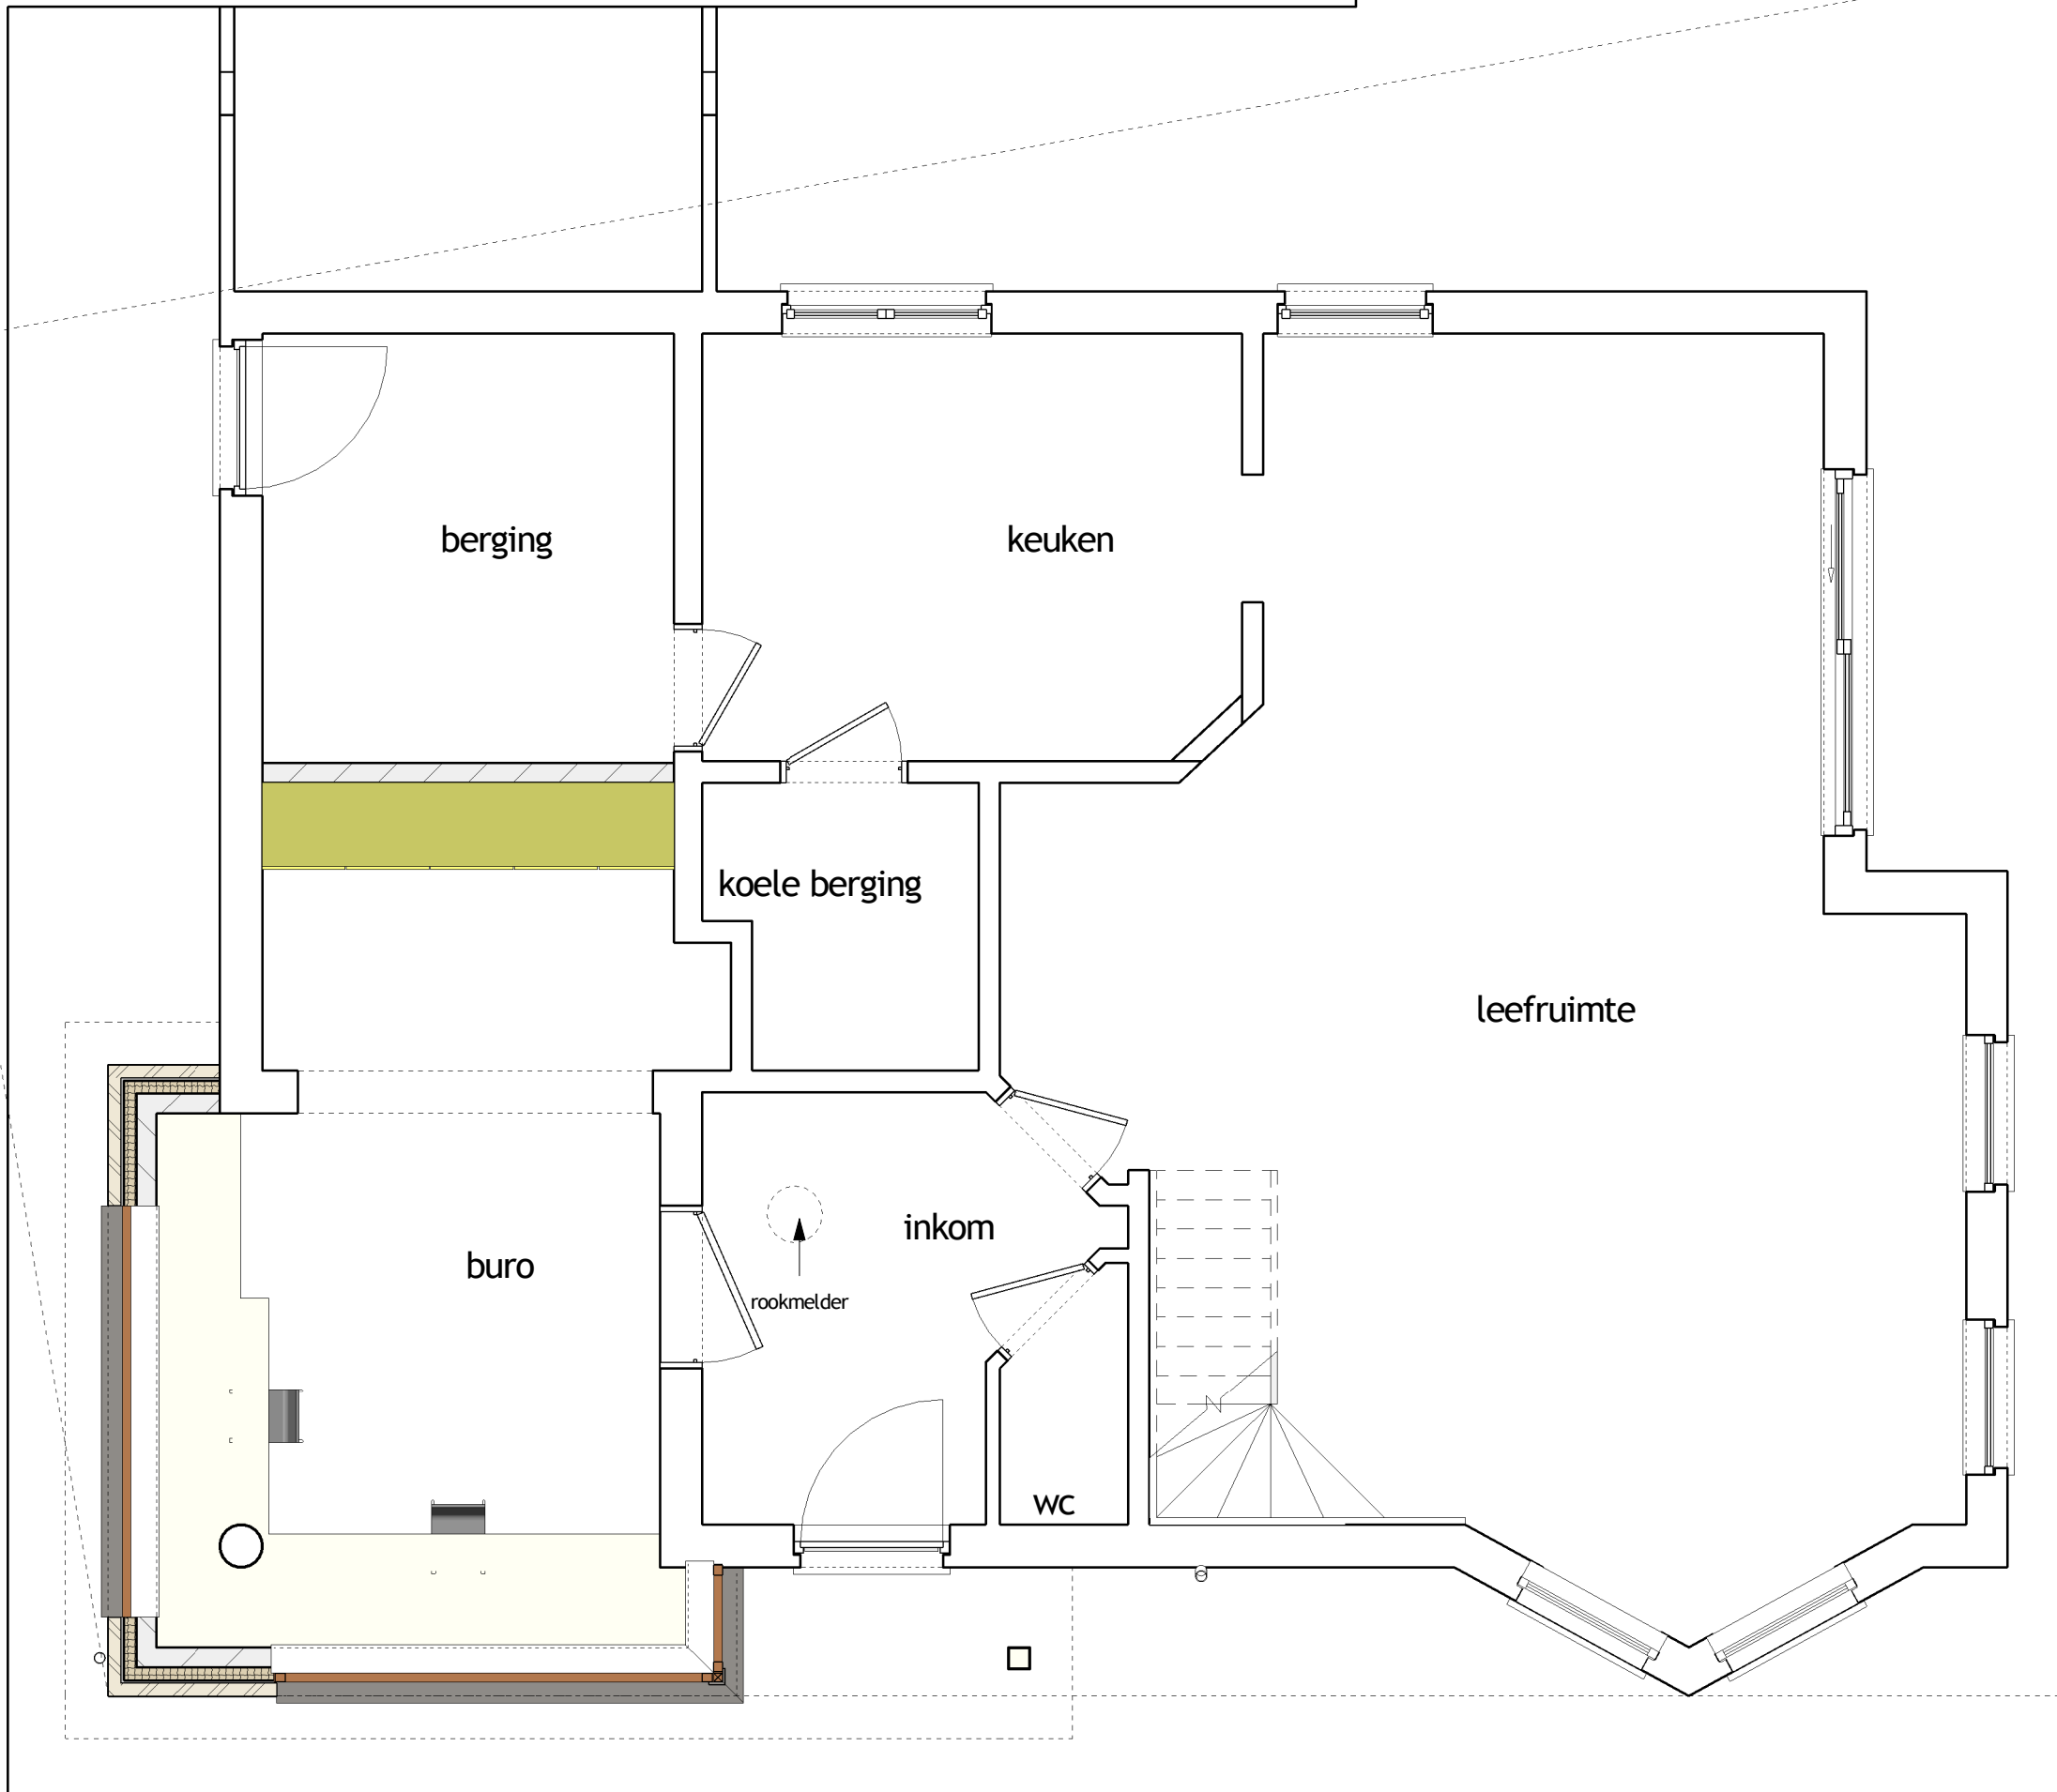 berging
keuken
koele berging
leefruimte
inkom
buro
rookmelder
WC